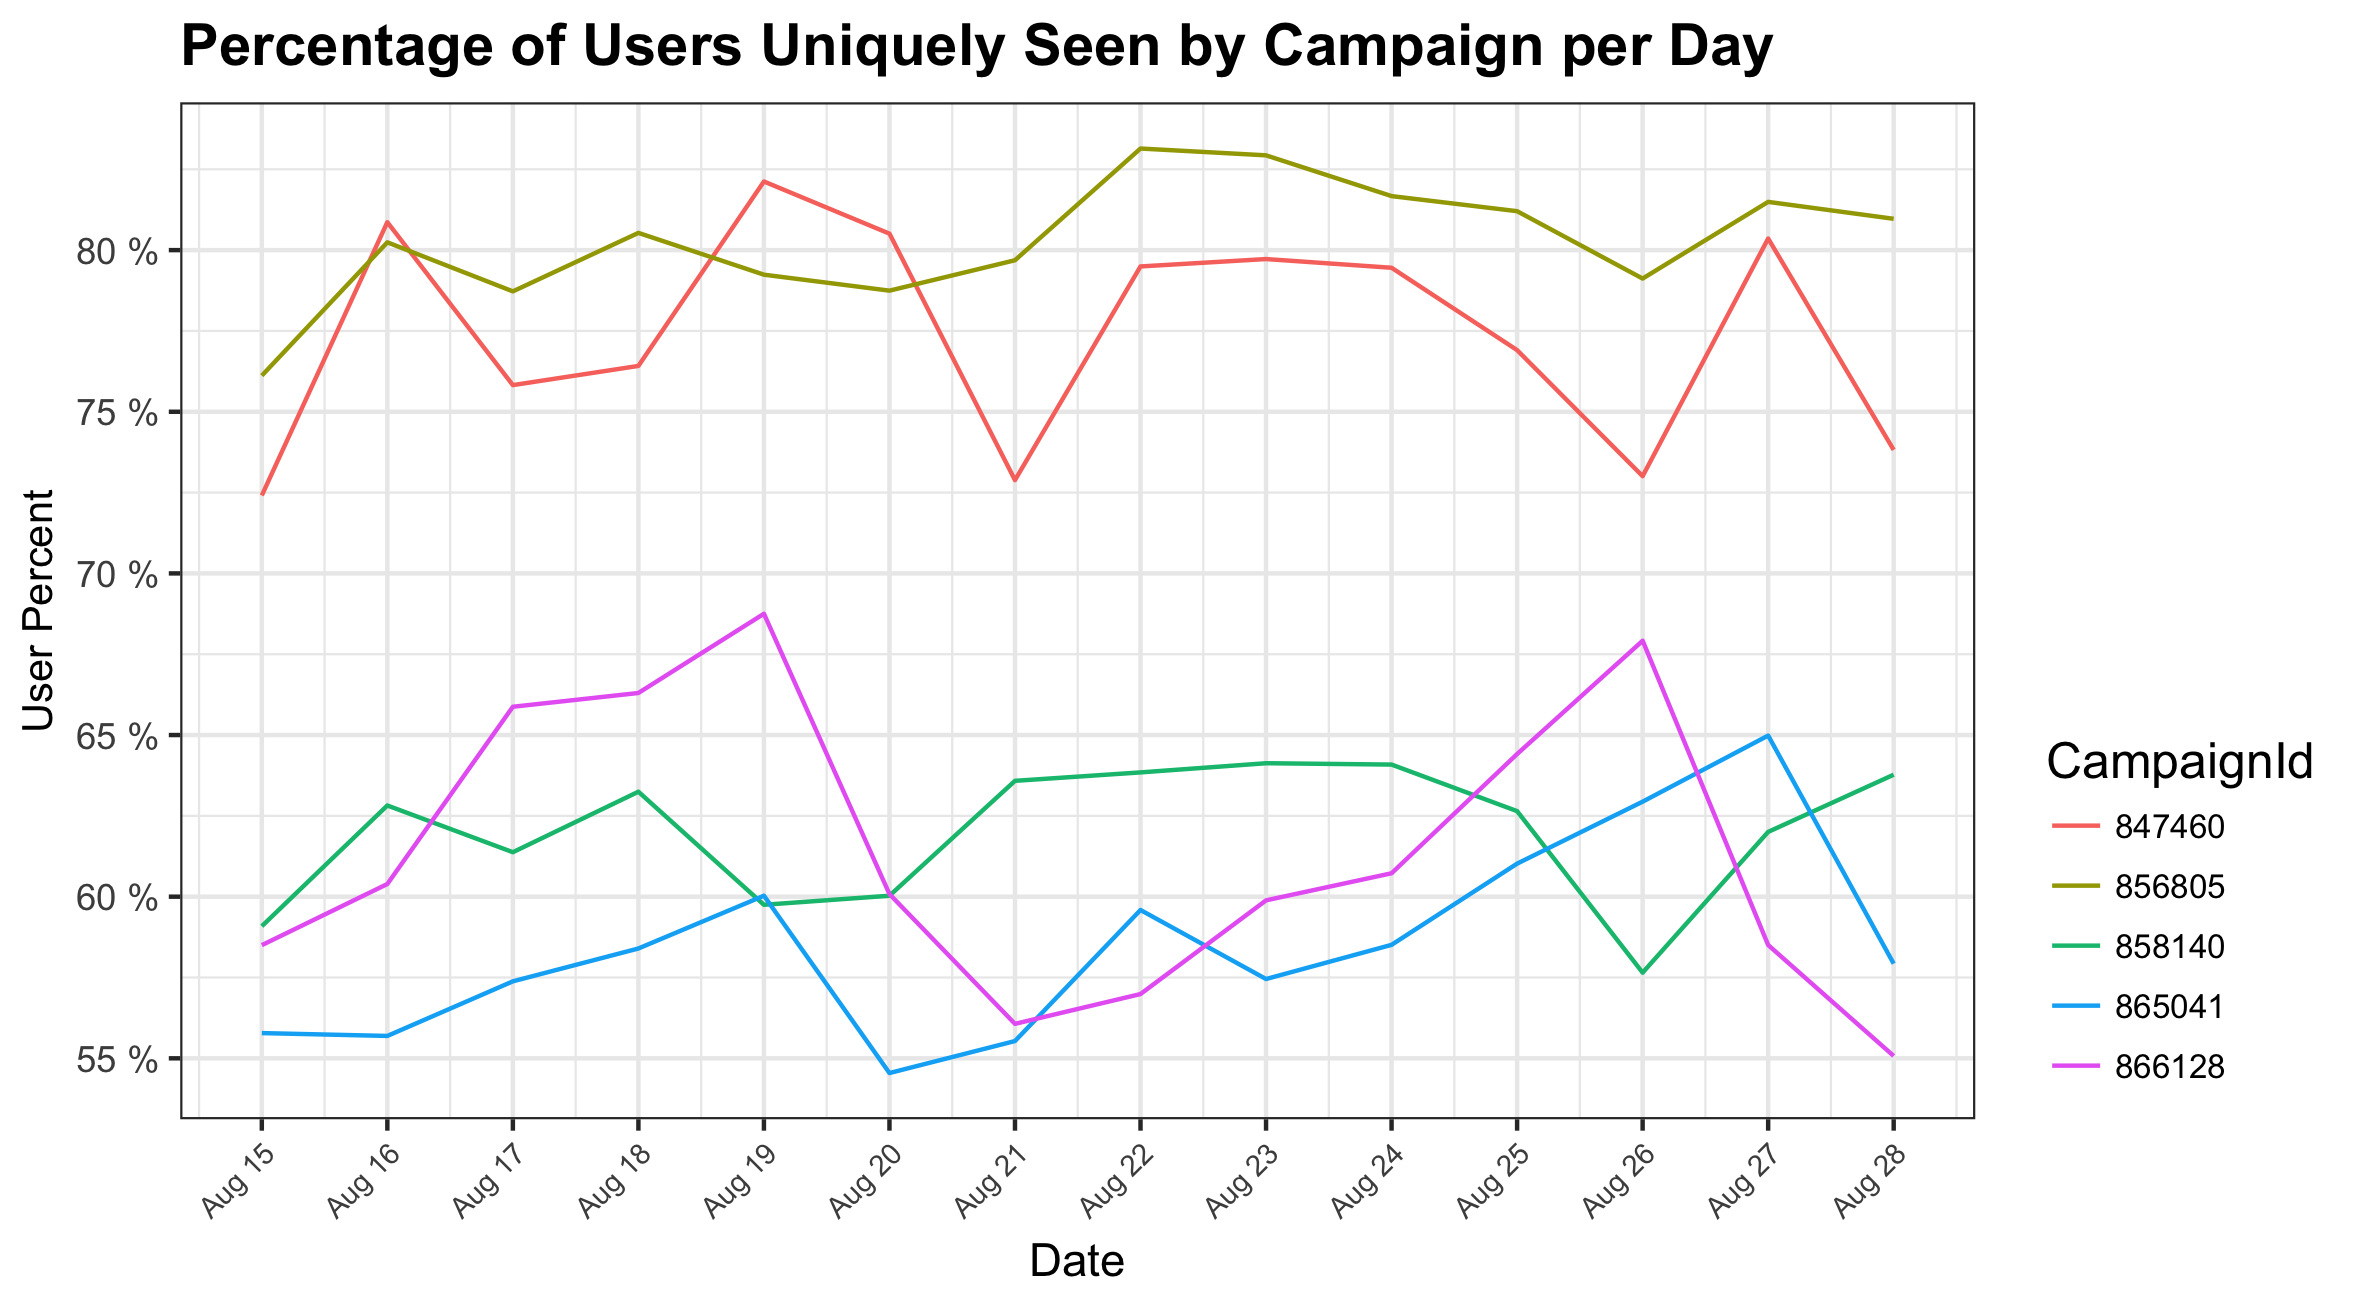 Percentage of Users Uniquely Seen by Campaign per Day
User Percent
80 %
75 %
70 %
65 %
60 %
55 %
Aug 15
Aug 16
Aug 17
Aug 18
Aug 19
Aug 20
Aug 21
Aug 22
Aug 23
Aug 24
Aug 25
Aug 26
Aug 27
Aug 28
Date
CampaignId
847460
856805
858140
865041
866128